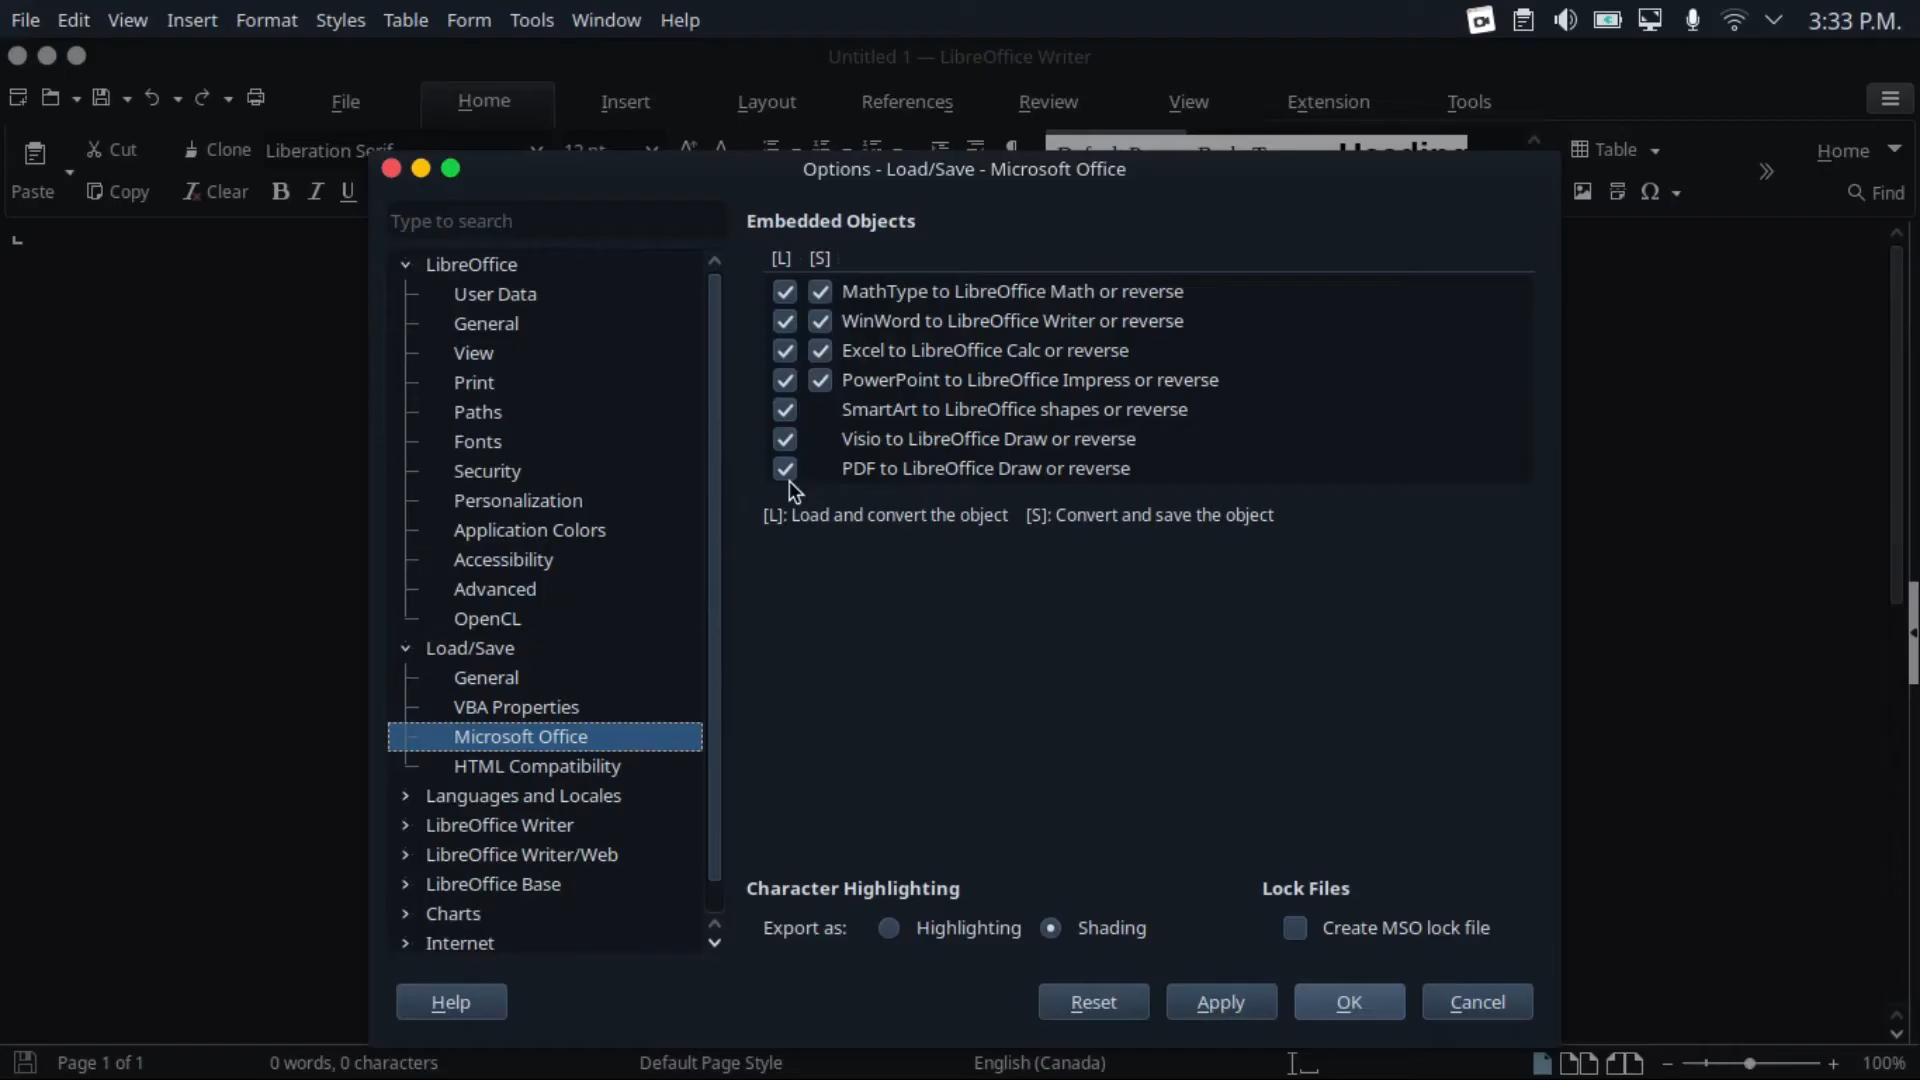 File Edit View Insert Format Styles Table Form Tools Window Help 3:33 P.M.
Untitled 1 — LibreOffice Writer
File Home Insert Layout References Review View Extension Tools
Cut Clone Liberation Serif 12 pt Table Home
Paste Copy Clear B I U Ω Find
Options - Load/Save - Microsoft Office
Type to search
LibreOffice
User Data
General
View
Print
Paths
Fonts
Security
Personalization
Application Colors
Accessibility
Advanced
OpenCL
Load/Save
General
VBA Properties
Microsoft Office
HTML Compatibility
Languages and Locales
LibreOffice Writer
LibreOffice Writer/Web
LibreOffice Base
Charts
Internet
Embedded Objects
[L] [S]
MathType to LibreOffice Math or reverse
WinWord to LibreOffice Writer or reverse
Excel to LibreOffice Calc or reverse
PowerPoint to LibreOffice Impress or reverse
SmartArt to LibreOffice shapes or reverse
Visio to LibreOffice Draw or reverse
PDF to LibreOffice Draw or reverse
[L]: Load and convert the object [S]: Convert and save the object
Character Highlighting Lock Files
Export as: Highlighting Shading Create MSO lock file
Help Reset Apply OK Cancel
Page 1 of 1 0 words, 0 characters Default Page Style English (Canada) 100%